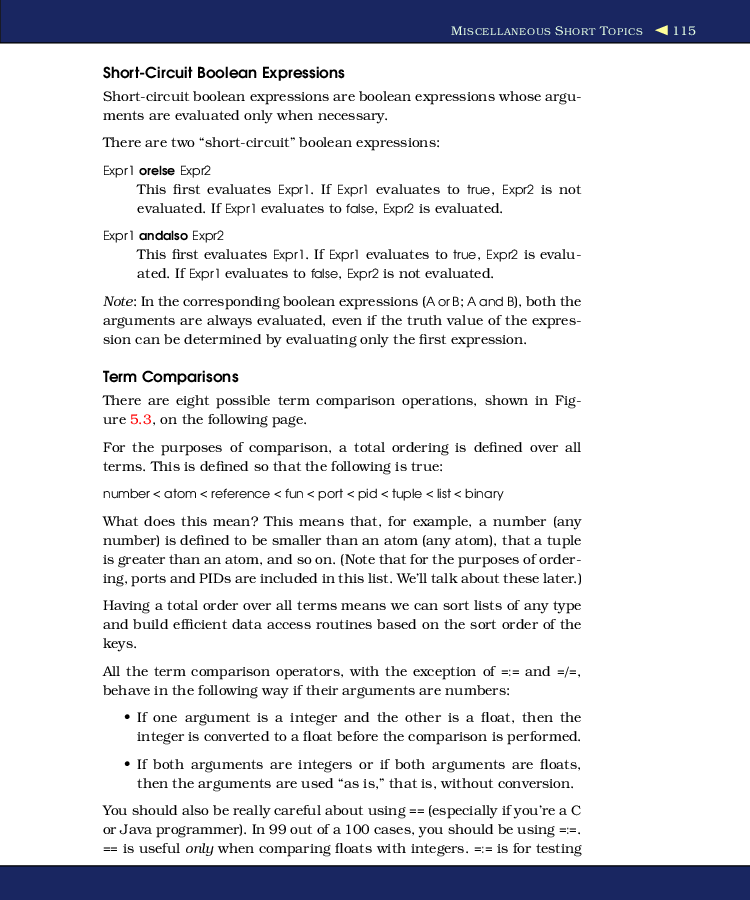 MISCELLANEOUS SHORT TOPICS ◀ 115
Short-Circuit Boolean Expressions
Short-circuit boolean expressions are boolean expressions whose argu-
ments are evaluated only when necessary.
There are two “short-circuit” boolean expressions:
Expr1 orelse Expr2
This first evaluates Expr1. If Expr1 evaluates to true, Expr2 is not
evaluated. If Expr1 evaluates to false, Expr2 is evaluated.
Expr1 andalso Expr2
This first evaluates Expr1. If Expr1 evaluates to true, Expr2 is evalu-
ated. If Expr1 evaluates to false, Expr2 is not evaluated.
Note: In the corresponding boolean expressions (A or B; A and B), both the
arguments are always evaluated, even if the truth value of the expres-
sion can be determined by evaluating only the first expression.
Term Comparisons
There are eight possible term comparison operations, shown in Fig-
ure 5.3, on the following page.
For the purposes of comparison, a total ordering is defined over all
terms. This is defined so that the following is true:
number < atom < reference < fun < port < pid < tuple < list < binary
What does this mean? This means that, for example, a number (any
number) is defined to be smaller than an atom (any atom), that a tuple
is greater than an atom, and so on. (Note that for the purposes of order-
ing, ports and PIDs are included in this list. We’ll talk about these later.)
Having a total order over all terms means we can sort lists of any type
and build efficient data access routines based on the sort order of the
keys.
All the term comparison operators, with the exception of =:= and =/=,
behave in the following way if their arguments are numbers:
• If one argument is a integer and the other is a float, then the
integer is converted to a float before the comparison is performed.
• If both arguments are integers or if both arguments are floats,
then the arguments are used “as is,” that is, without conversion.
You should also be really careful about using == (especially if you’re a C
or Java programmer). In 99 out of a 100 cases, you should be using =:=.
== is useful only when comparing floats with integers. =:= is for testing